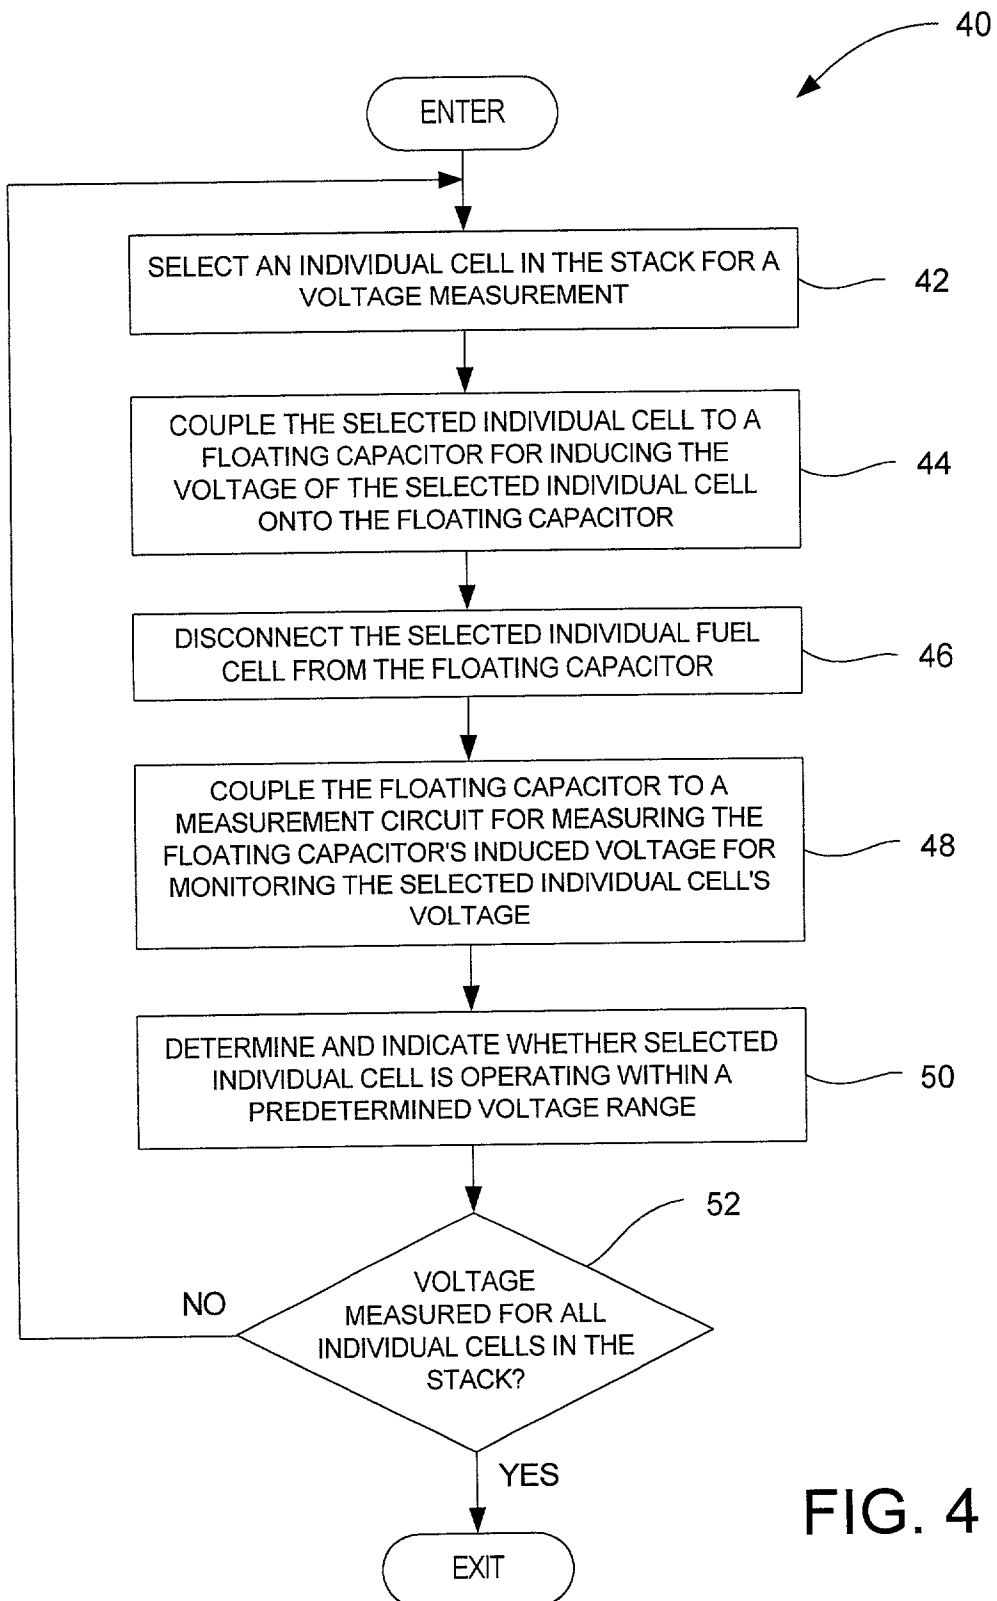 40
ENTER
SELECT AN INDIVIDUAL CELL IN THE STACK FOR A
VOLTAGE MEASUREMENT
42
COUPLE THE SELECTED INDIVIDUAL CELL TO A
FLOATING CAPACITOR FOR INDUCING THE
VOLTAGE OF THE SELECTED INDIVIDUAL CELL
ONTO THE FLOATING CAPACITOR
44
DISCONNECT THE SELECTED INDIVIDUAL FUEL
CELL FROM THE FLOATING CAPACITOR
46
COUPLE THE FLOATING CAPACITOR TO A
MEASUREMENT CIRCUIT FOR MEASURING THE
FLOATING CAPACITOR'S INDUCED VOLTAGE FOR
MONITORING THE SELECTED INDIVIDUAL CELL'S
VOLTAGE
48
DETERMINE AND INDICATE WHETHER SELECTED
INDIVIDUAL CELL IS OPERATING WITHIN A
PREDETERMINED VOLTAGE RANGE
50
52
VOLTAGE
MEASURED FOR ALL
INDIVIDUAL CELLS IN THE
STACK?
NO
YES
EXIT
FIG. 4